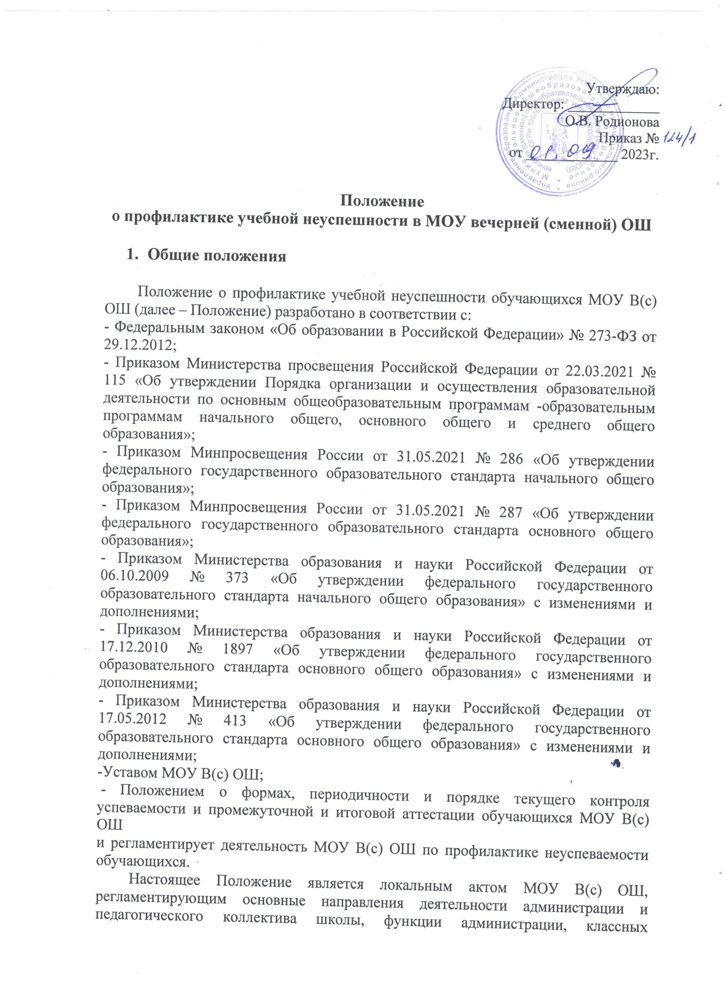 Утверждаю:
Директор:
О.В. Родионова
Приказ № 124/1
от 01.09. 2023г.
Положение
о профилактике учебной неуспешности в МОУ вечерней (сменной) ОШ
1. Общие положения
Положение о профилактике учебной неуспешности обучающихся МОУ В(с)
ОШ (далее – Положение) разработано в соответствии с:
- Федеральным законом «Об образовании в Российской Федерации» № 273-ФЗ от
29.12.2012;
- Приказом Министерства просвещения Российской Федерации от 22.03.2021 №
115 «Об утверждении Порядка организации и осуществления образовательной
деятельности по основным общеобразовательным программам -образовательным
программам начального общего, основного общего и среднего общего
образования»;
- Приказом Минпросвещения России от 31.05.2021 № 286 «Об утверждении
федерального государственного образовательного стандарта начального общего
образования»;
- Приказом Минпросвещения России от 31.05.2021 № 287 «Об утверждении
федерального государственного образовательного стандарта основного общего
образования»;
- Приказом Министерства образования и науки Российской Федерации от
06.10.2009 № 373 «Об утверждении федерального государственного
образовательного стандарта начального общего образования» с изменениями и
дополнениями;
- Приказом Министерства образования и науки Российской Федерации от
17.12.2010 № 1897 «Об утверждении федерального государственного
образовательного стандарта основного общего образования» с изменениями и
дополнениями;
- Приказом Министерства образования и науки Российской Федерации от
17.05.2012 № 413 «Об утверждении федерального государственного
образовательного стандарта основного общего образования» с изменениями и
дополнениями;
-Уставом МОУ В(с) ОШ;
- Положением о формах, периодичности и порядке текущего контроля
успеваемости и промежуточной и итоговой аттестации обучающихся МОУ В(с)
ОШ
и регламентирует деятельность МОУ В(с) ОШ по профилактике неуспеваемости
обучающихся.
Настоящее Положение является локальным актом МОУ В(с) ОШ,
регламентирующим основные направления деятельности администрации и
педагогического коллектива школы, функции администрации, классных